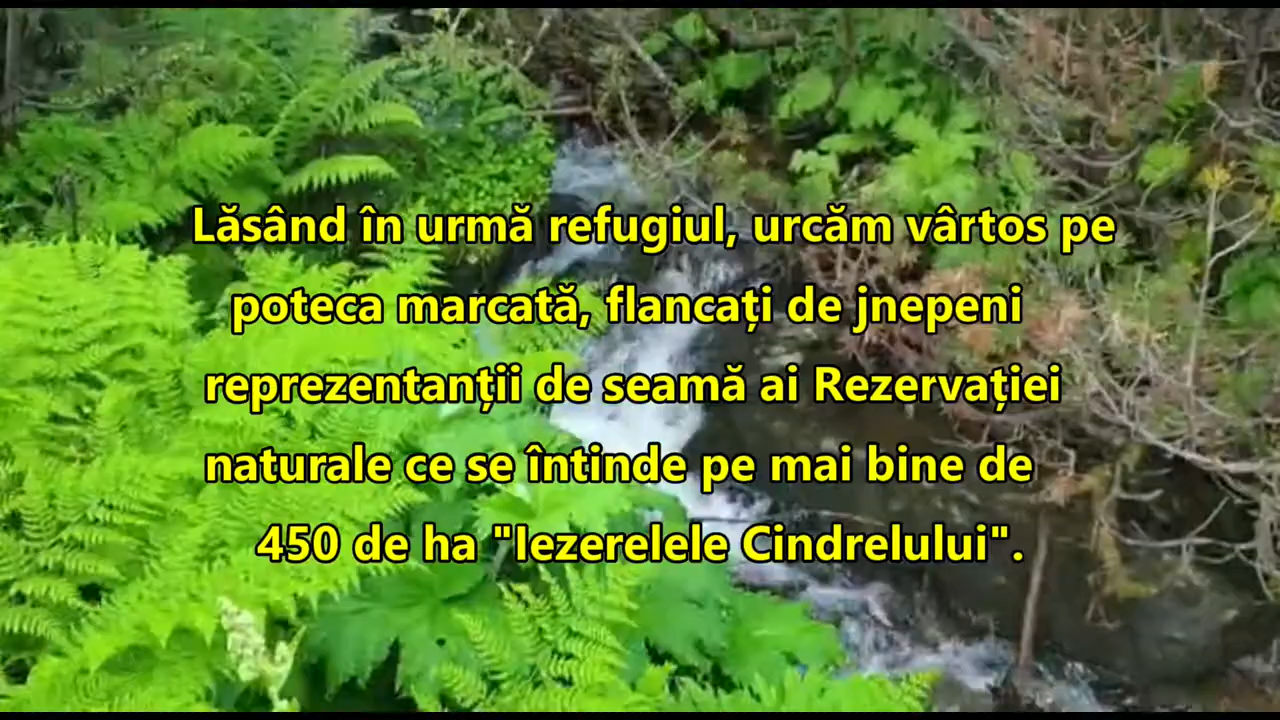 Lăsând în urmă refugiul, urcăm vârtos pe
poteca marcată, flancați de jnepeni
reprezentanții de seamă ai Rezervației
naturale ce se întinde pe mai bine de
450 de ha "Iezerelele Cindrelului".